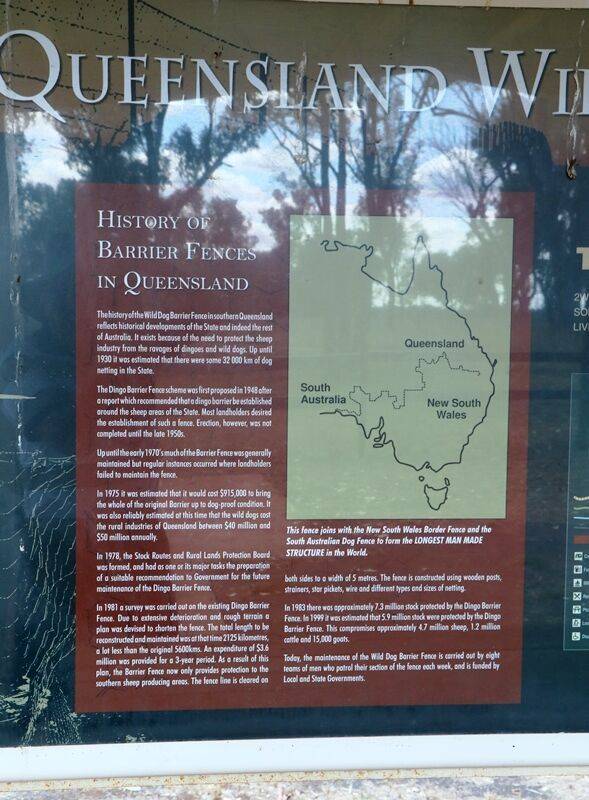 QUEENSLAND WI
HISTORY OF
BARRIER FENCES
IN QUEENSLAND
The history of the Wild Dog Barrier Fence in southern Queensland
reflects historical developments of the State and indeed the rest
of Australia. It exists because of the need to protect the sheep
industry from the ravages of dingoes and wild dogs. Up until
1930 it was estimated that there were some 32 000 km of dog
netting in the State.
The Dingo Barrier Fence scheme was first proposed in 1948 after
a report which recommended that a dingo barrier be established
around the sheep areas of the State. Most landholders desired
the establishment of such a fence. Erection, however, was not
completed until the late 1950s.
Up until the early 1970's much of the Barrier Fence was generally
maintained but regular instances occurred where landholders
failed to maintain the fence.
In 1975 it was estimated that it would cost $915,000 to bring
the whole of the original Barrier up to dog-proof condition. It
was also reliably estimated at this time that the wild dogs cost
the rural industries of Queensland between $40 million and
$50 million annually.
In 1978, the Stock Routes and Rural Lands Protection Board
was formed, and had as one or its major tasks the preparation
of a suitable recommendation to Government for the future
maintenance of the Dingo Barrier Fence.
In 1981 a survey was carried out on the existing Dingo Barrier
Fence. Due to extensive deterioration and rough terrain a
plan was devised to shorten the fence. The total length to be
reconstructed and maintained was at that time 2125 kilometres,
a lot less than the original 5600kms. An expenditure of $3.6
million was provided for a 3-year period. As a result of this
plan, the Barrier Fence now only provides protection to the
southern sheep producing areas. The fence line is cleared on
Queensland
South
Australia
New South
Wales
This fence joins with the New South Wales Border Fence and the
South Australian Dog Fence to form the LONGEST MAN MADE
STRUCTURE in the World.
both sides to a width of 5 metres. The fence is constructed using wooden posts,
strainers, star pickets, wire and different types and sizes of netting.
In 1983 there was approximately 7.3 million stock protected by the Dingo Barrier
Fence. In 1999 it was estimated that 5.9 million stock were protected by the Dingo
Barrier Fence. This compromises approximately 4.7 million sheep, 1.2 million
cattle and 15,000 goats.
Today, the maintenance of the Wild Dog Barrier Fence is carried out by eight
teams of men who patrol their section of the fence each week, and is funded by
Local and State Governments.
T
2W
SO
LIV